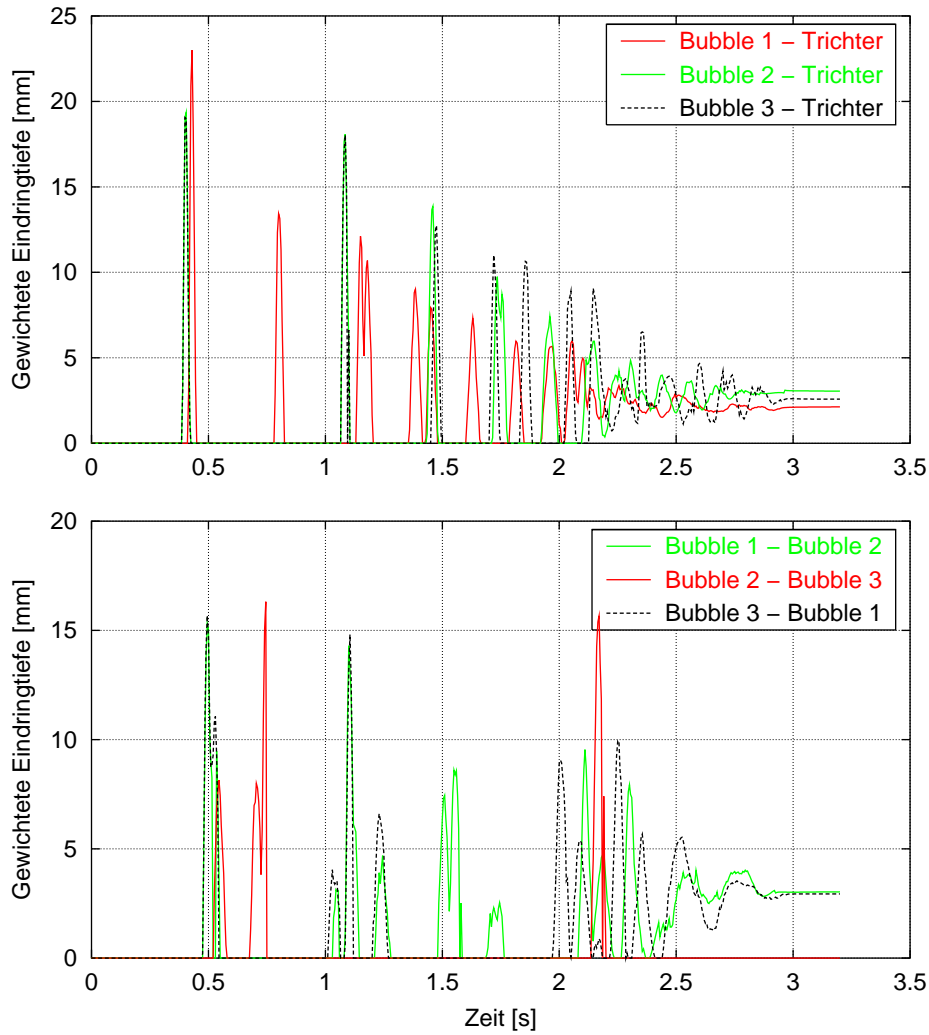 Gewichtete Eindringtiefe [mm]
25
20
15
10
5
0
Bubble 1 – Trichter
Bubble 2 – Trichter
Bubble 3 – Trichter
0 0.5 1 1.5 2 2.5 3 3.5
Gewichtete Eindringtiefe [mm]
20
15
10
5
0
Bubble 1 – Bubble 2
Bubble 2 – Bubble 3
Bubble 3 – Bubble 1
0 0.5 1 1.5 2 2.5 3 3.5
Zeit [s]